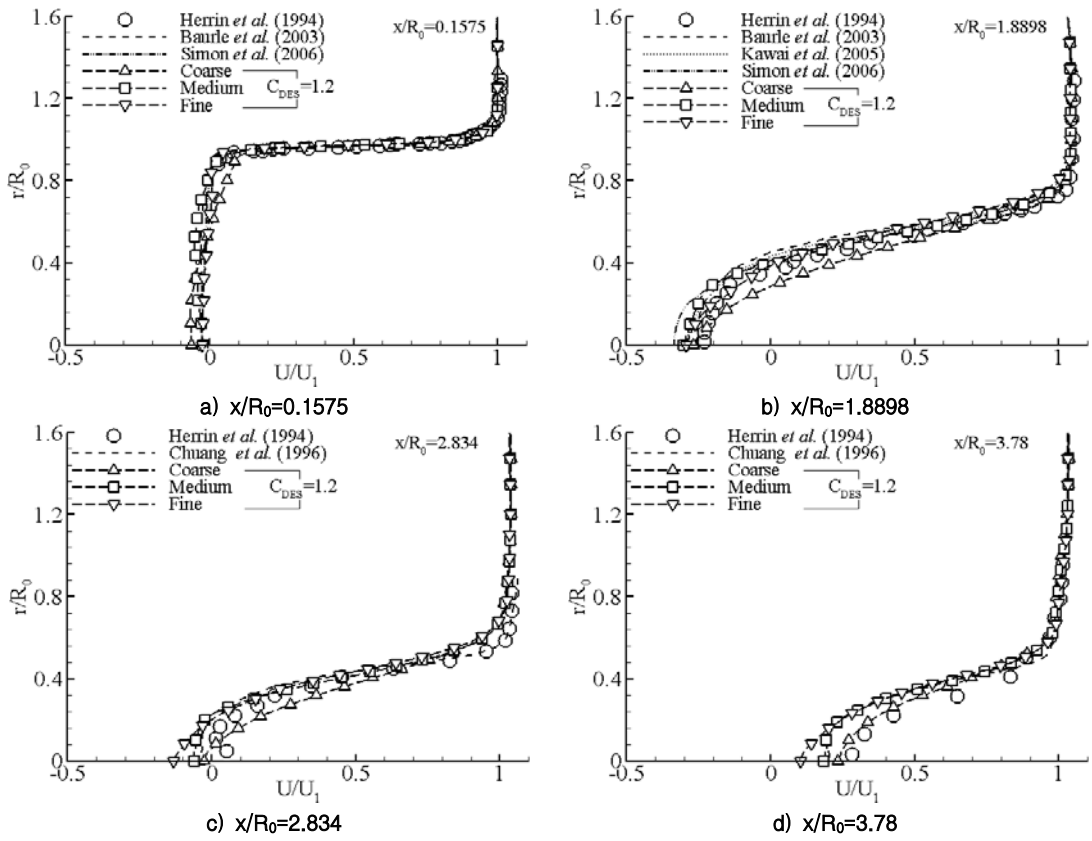 Herrin et al. (1994)
Baurle et al. (2003)
Simon et al. (2006)
Coarse
Medium
Fine
C_DES=1.2
x/R₀=0.1575
1.6
1.2
0.8
0.4
0
r/R₀
-0.5
0
0.5
1
U/U₁
a) x/R₀=0.1575
Herrin et al. (1994)
Baurle et al. (2003)
Kawai et al. (2005)
Simon et al. (2006)
Coarse
Medium
Fine
C_DES=1.2
x/R₀=1.8898
1.6
1.2
0.8
0.4
0
r/R₀
-0.5
0
0.5
1
U/U₁
b) x/R₀=1.8898
Herrin et al. (1994)
Chuang et al. (1996)
Coarse
Medium
Fine
C_DES=1.2
x/R₀=2.834
1.6
1.2
0.8
0.4
0
r/R₀
-0.5
0
0.5
1
U/U₁
c) x/R₀=2.834
Herrin et al. (1994)
Chuang et al. (1996)
Coarse
Medium
Fine
C_DES=1.2
x/R₀=3.78
1.6
1.2
0.8
0.4
0
r/R₀
-0.5
0
0.5
1
U/U₁
d) x/R₀=3.78